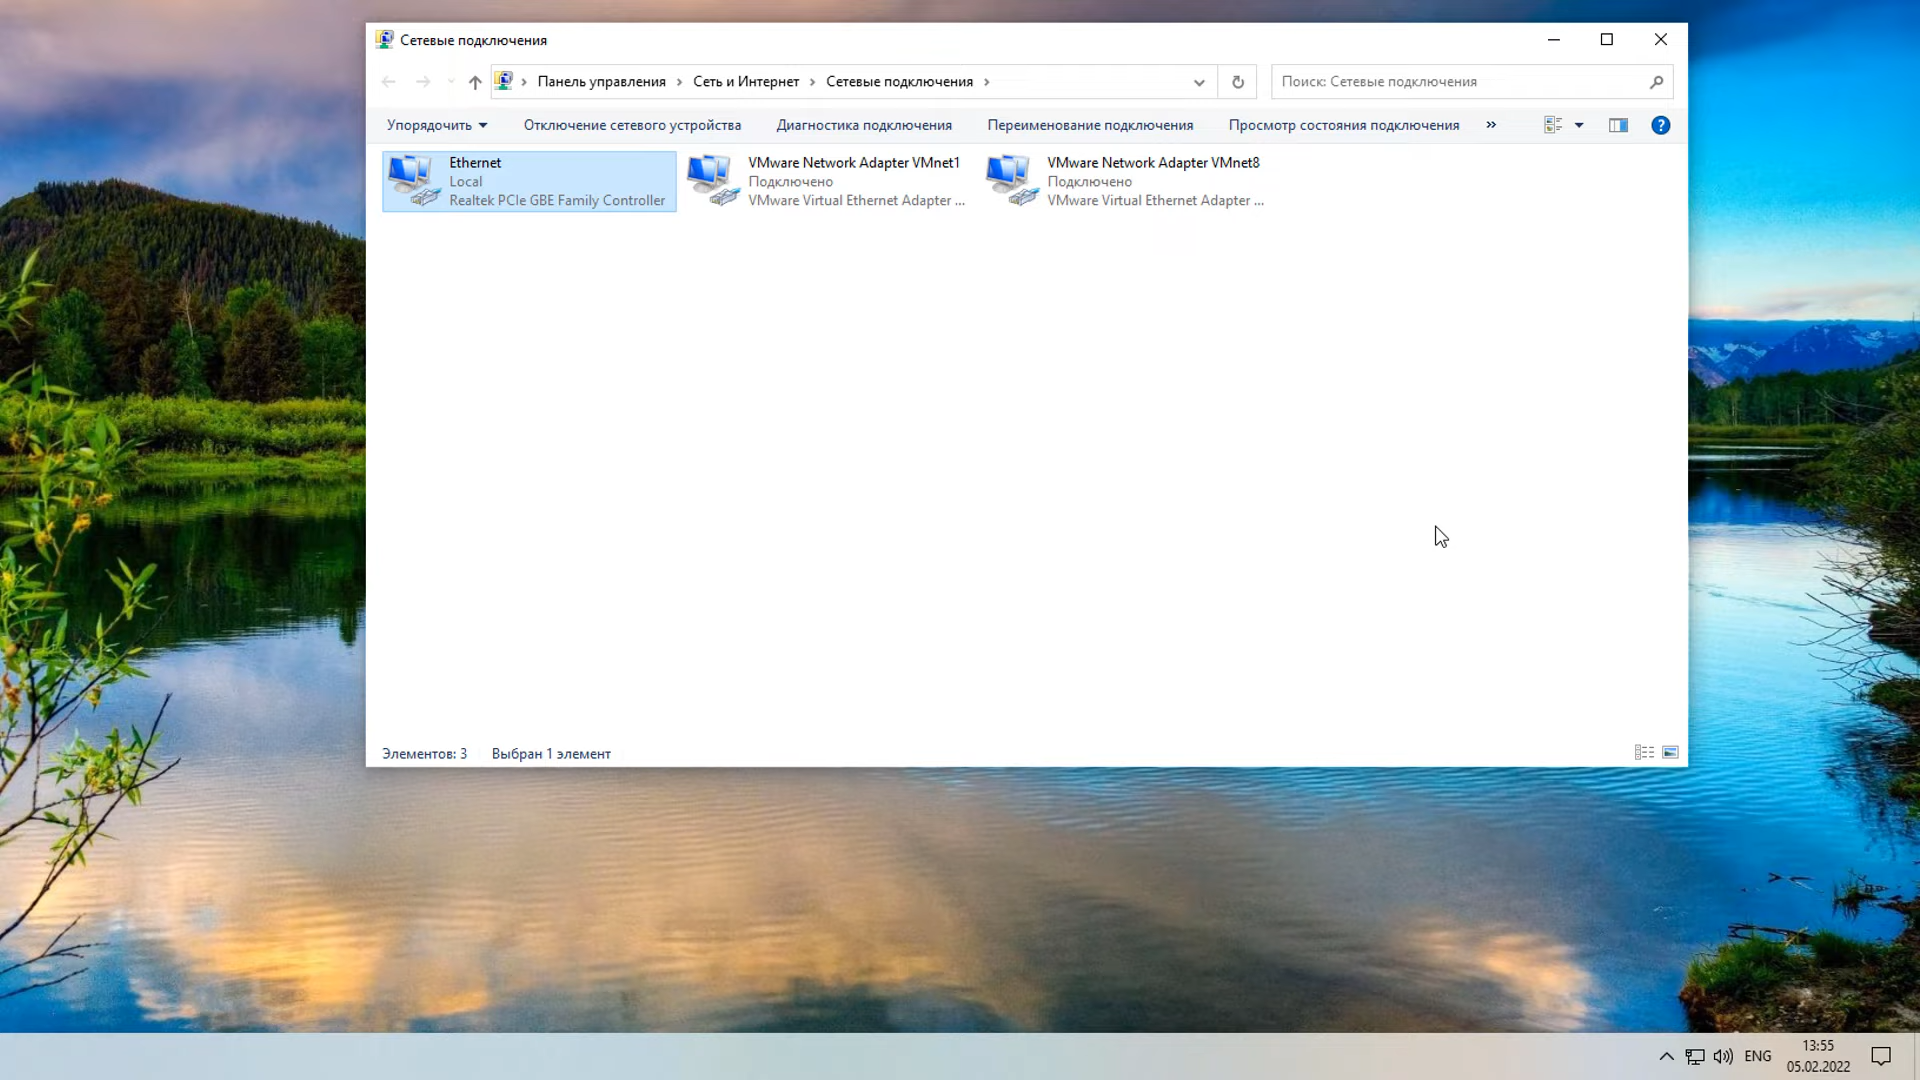 Сетевые подключения
Панель управления
Сеть и Интернет
Сетевые подключения
Поиск: Сетевые подключения
Упорядочить
Отключение сетевого устройства
Диагностика подключения
Переименование подключения
Просмотр состояния подключения
»
Ethernet
Local
Realtek PCIe GBE Family Controller
VMware Network Adapter VMnet1
Подключено
VMware Virtual Ethernet Adapter ...
VMware Network Adapter VMnet8
Подключено
VMware Virtual Ethernet Adapter ...
Элементов: 3
Выбран 1 элемент
ENG
13:55
05.02.2022